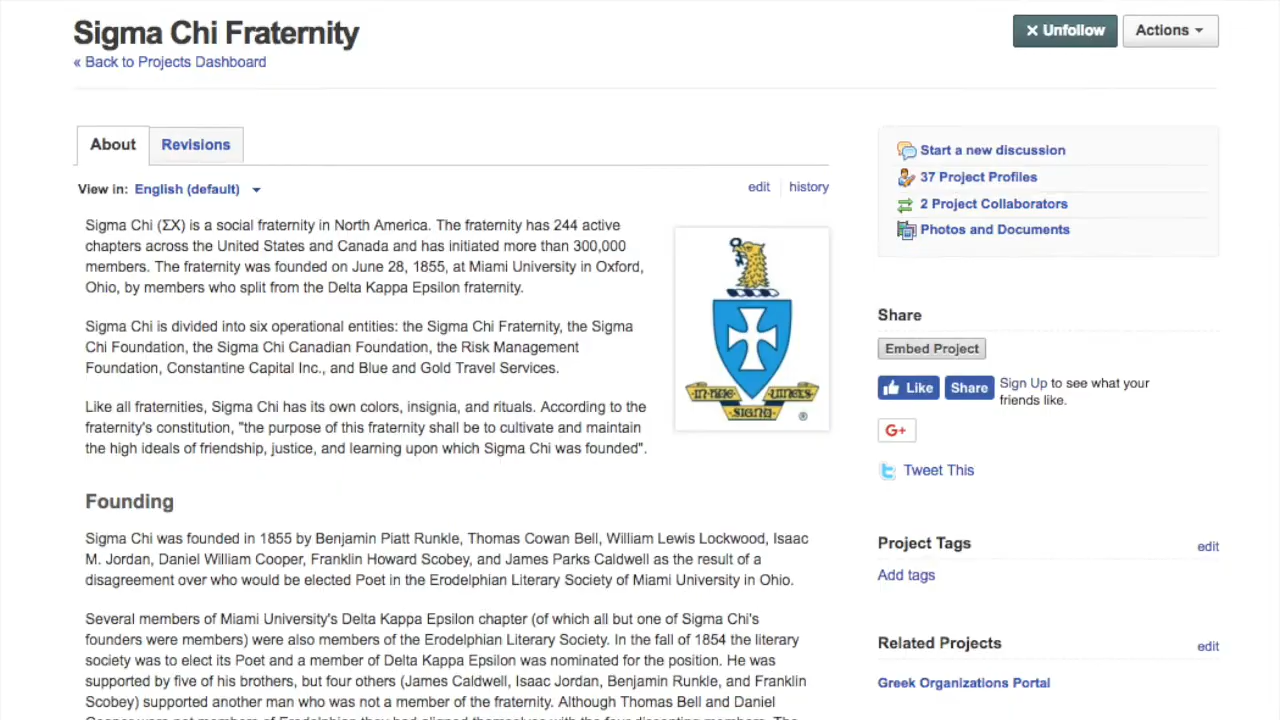 Sigma Chi Fraternity
« Back to Projects Dashboard
× Unfollow
Actions
About
Revisions
View in: English (default)
edit
history
Sigma Chi (ΣΧ) is a social fraternity in North America. The fraternity has 244 active
chapters across the United States and Canada and has initiated more than 300,000
members. The fraternity was founded on June 28, 1855, at Miami University in Oxford,
Ohio, by members who split from the Delta Kappa Epsilon fraternity.
Sigma Chi is divided into six operational entities: the Sigma Chi Fraternity, the Sigma
Chi Foundation, the Sigma Chi Canadian Foundation, the Risk Management
Foundation, Constantine Capital Inc., and Blue and Gold Travel Services.
Like all fraternities, Sigma Chi has its own colors, insignia, and rituals. According to the
fraternity's constitution, "the purpose of this fraternity shall be to cultivate and maintain
the high ideals of friendship, justice, and learning upon which Sigma Chi was founded".
IN HOC
SIGNO
VINCES
®
Founding
Sigma Chi was founded in 1855 by Benjamin Piatt Runkle, Thomas Cowan Bell, William Lewis Lockwood, Isaac
M. Jordan, Daniel William Cooper, Franklin Howard Scobey, and James Parks Caldwell as the result of a
disagreement over who would be elected Poet in the Erodelphian Literary Society of Miami University in Ohio.
Several members of Miami University's Delta Kappa Epsilon chapter (of which all but one of Sigma Chi's
founders were members) were also members of the Erodelphian Literary Society. In the fall of 1854 the literary
society was to elect its Poet and a member of Delta Kappa Epsilon was nominated for the position. He was
supported by five of his brothers, but four others (James Caldwell, Isaac Jordan, Benjamin Runkle, and Franklin
Scobey) supported another man who was not a member of the fraternity. Although Thomas Bell and Daniel
Start a new discussion
37 Project Profiles
2 Project Collaborators
Photos and Documents
Share
Embed Project
Like
Share
Sign Up to see what your
friends like.
G+
Tweet This
Project Tags
edit
Add tags
Related Projects
edit
Greek Organizations Portal